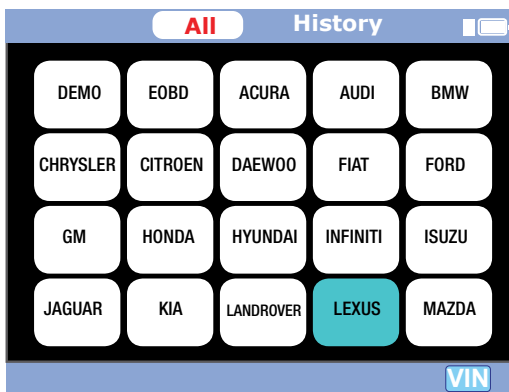 All History
DEMO EOBD ACURA AUDI BMW
CHRYSLER CITROEN DAEWOO FIAT FORD
GM HONDA HYUNDAI INFINITI ISUZU
JAGUAR KIA LANDROVER LEXUS MAZDA
VIN